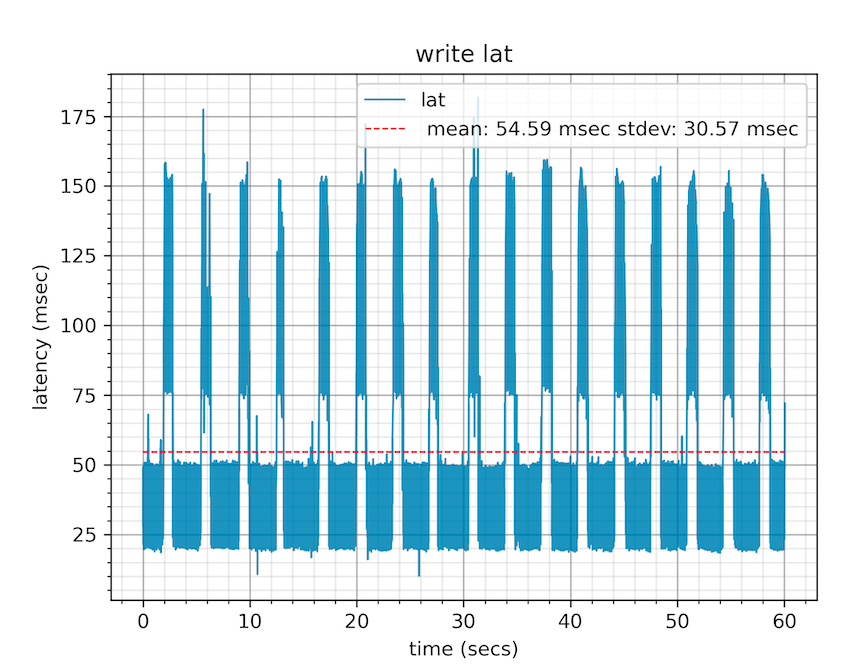 write lat
lat
mean: 54.59 msec stdev: 30.57 msec
latency (msec)
175
150
125
100
75
50
25
0 10 20 30 40 50 60
time (secs)